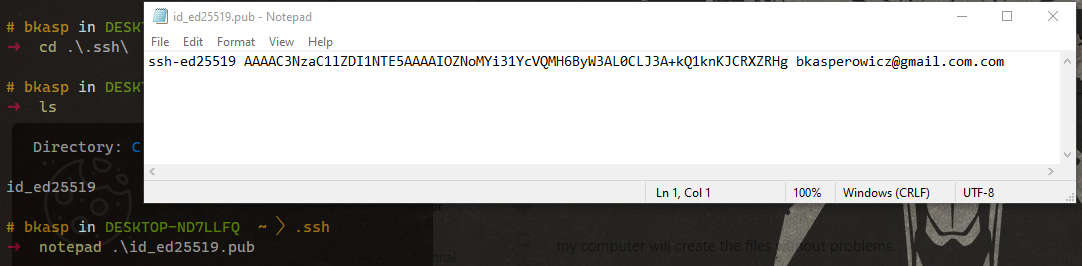 id_ed25519.pub - Notepad
File Edit Format View Help
ssh-ed25519 AAAAC3NzaC1lZDI1NTE5AAAAIOZNoMYi31YcVQMH6ByW3AL0CLJ3A+kQ1knKJCRXZRHg bkasperowicz@gmail.com.com
Ln 1, Col 1 100% Windows (CRLF) UTF-8
# bkasp in DESKT
→ cd .\.ssh\
# bkasp in DESKT
→ ls
Directory: C
id_ed25519
# bkasp in DESKTOP-ND7LLFQ ~ 〉.ssh
→ notepad .\id_ed25519.pub
my computer will create the files without problems.